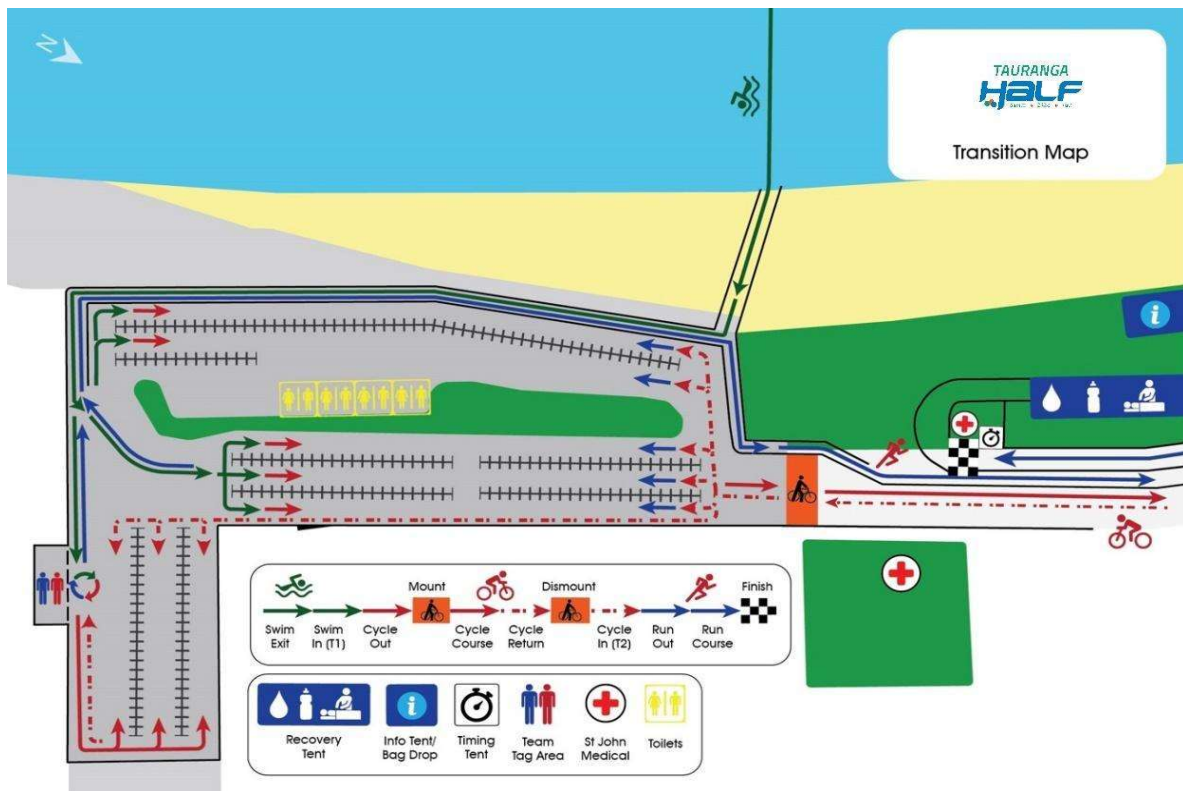 N
TAURANGA
HALF
Transition Map
i
Mount
Dismount
Finish
Swim
Exit
Swim
In (T1)
Cycle
Out
Cycle
Course
Cycle
Return
Cycle
In (T2)
Run
Out
Run
Course
i
Recovery
Tent
Info Tent/
Bag Drop
Timing
Tent
Team
Tag Area
St John
Medical
Toilets